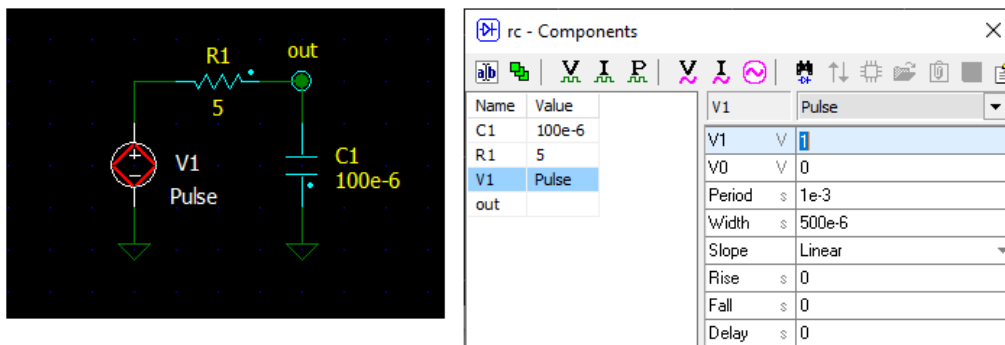 R1
out
5
V1
Pulse
C1
100e-6
rc - Components
a|b V I P V I
Name Value
C1 100e-6
R1 5
V1 Pulse
out
V1 Pulse
V1 V 1
V0 V 0
Period s 1e-3
Width s 500e-6
Slope Linear
Rise s 0
Fall s 0
Delay s 0